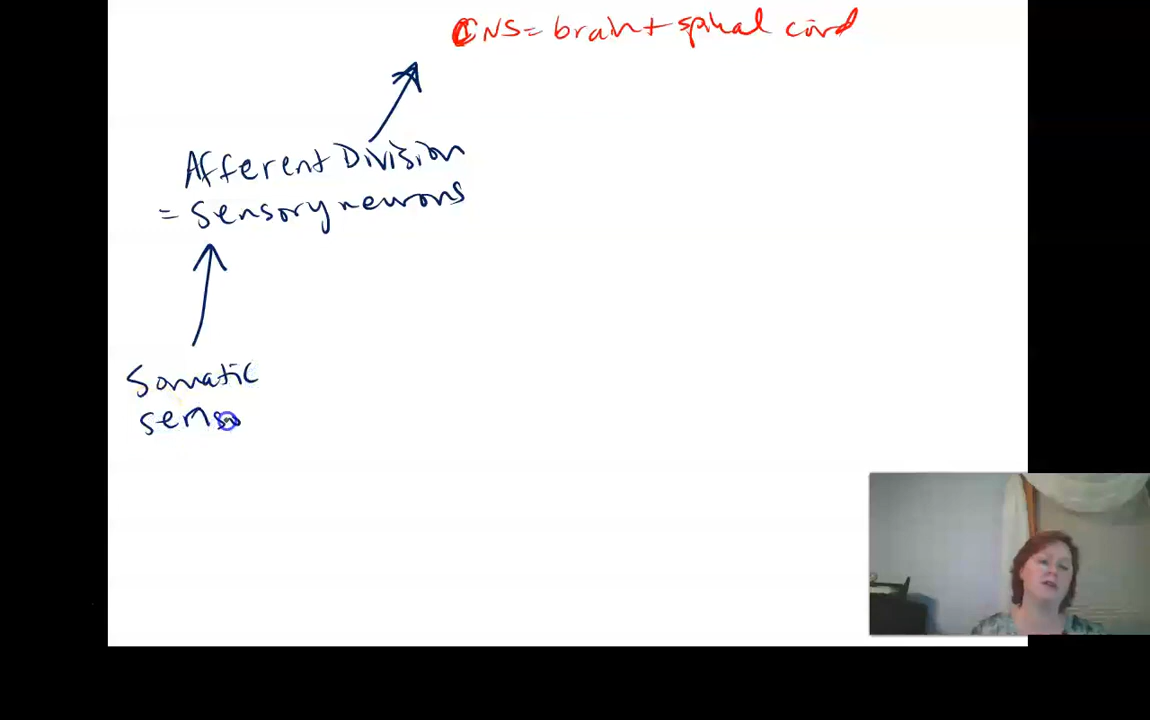 CNS = brain + spinal cord
Afferent Division
= Sensory neurons
Somatic
senso